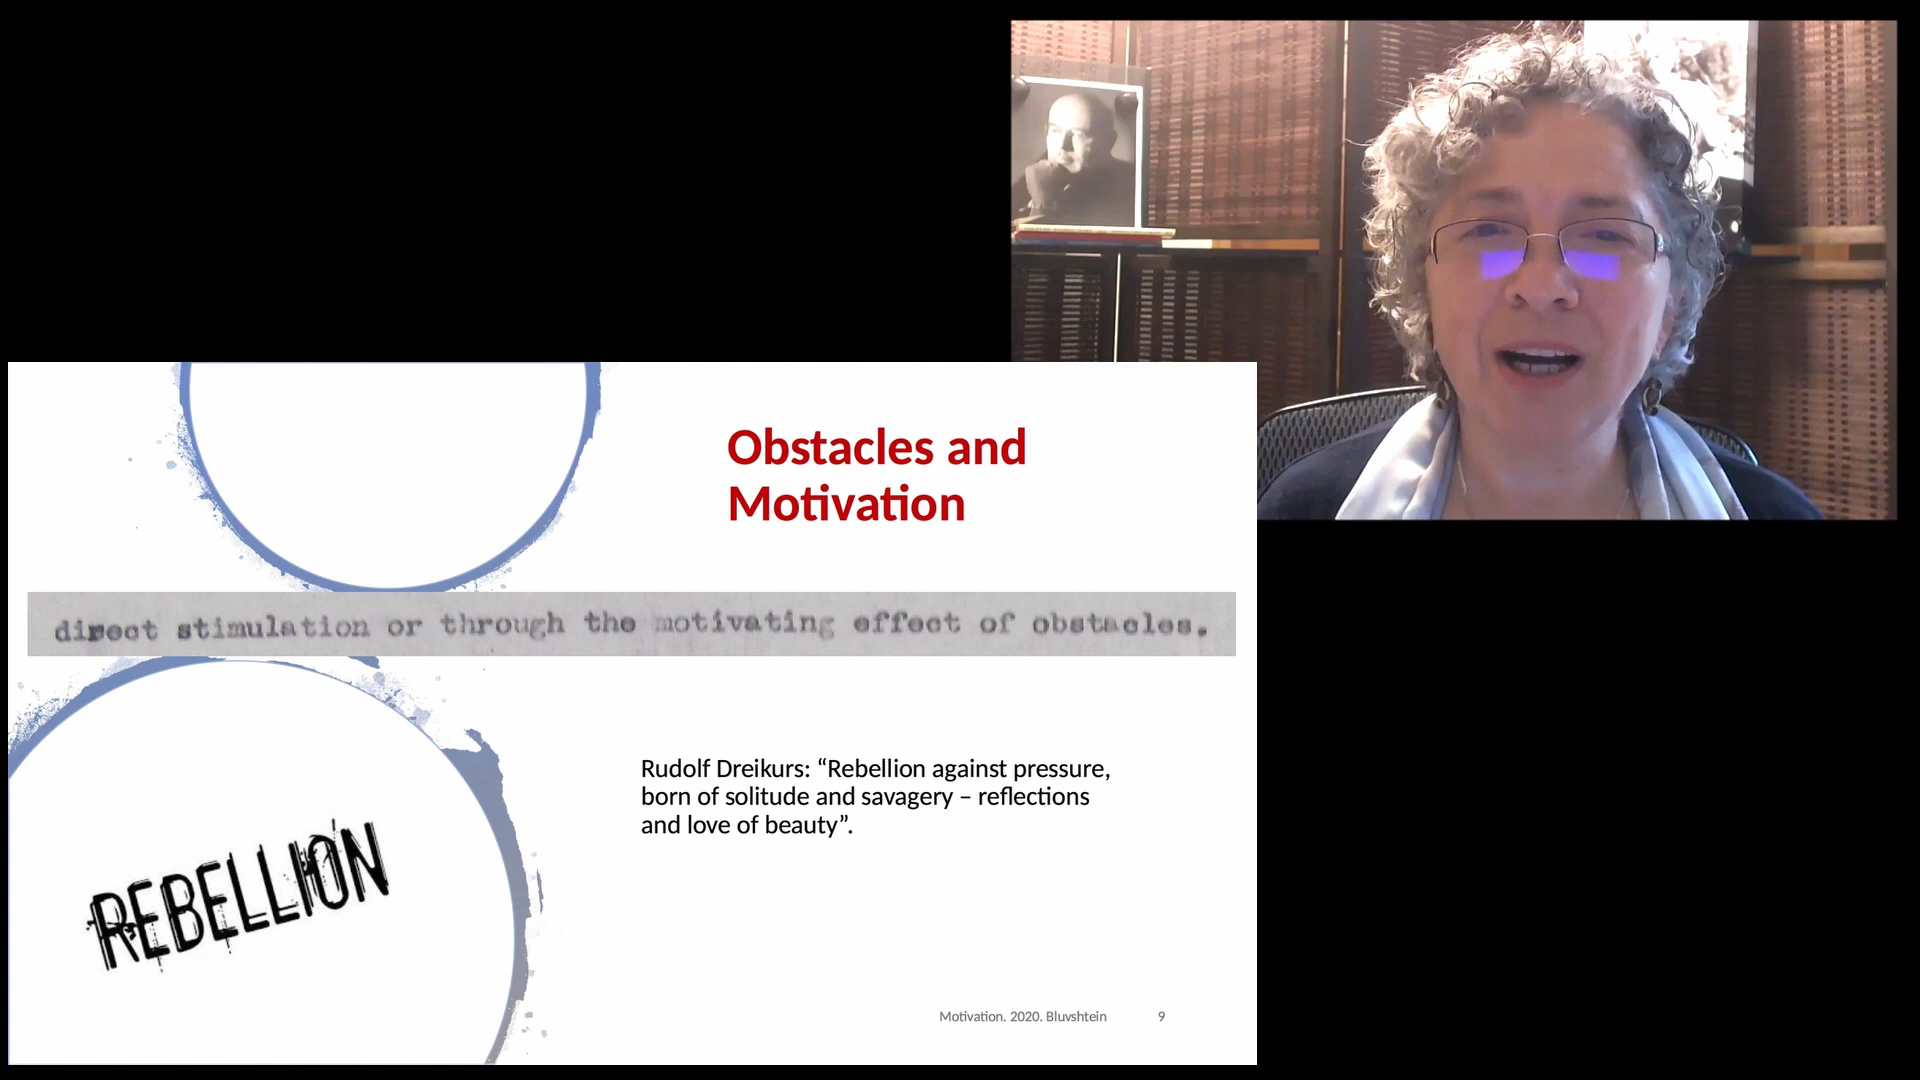 Obstacles and
Motivation
direct stimulation or through the motivating effect of obstacles.
Rudolf Dreikurs: “Rebellion against pressure,
born of solitude and savagery – reflections
and love of beauty”.
REBELLION
Motivation. 2020. Bluvshtein 9